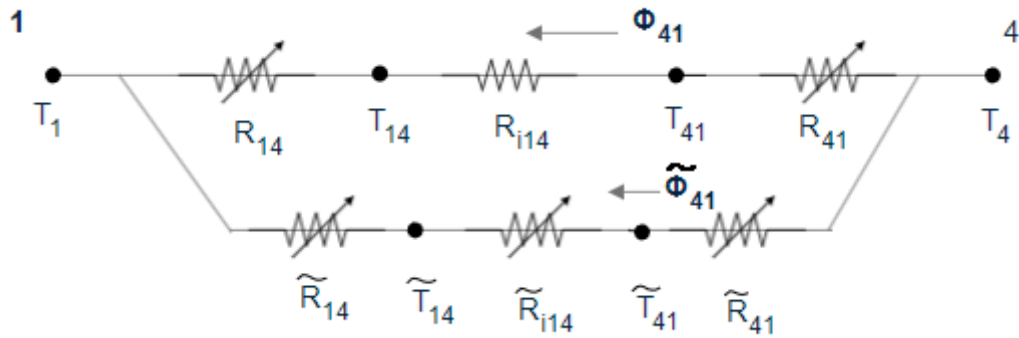 1 Φ₄₁ 4
T₁ R₁₄ T₁₄ Rᵢ₁₄ T₄₁ R₄₁ T₄
Φ̃₄₁
R̃₁₄ T̃₁₄ R̃ᵢ₁₄ T̃₄₁ R̃₄₁